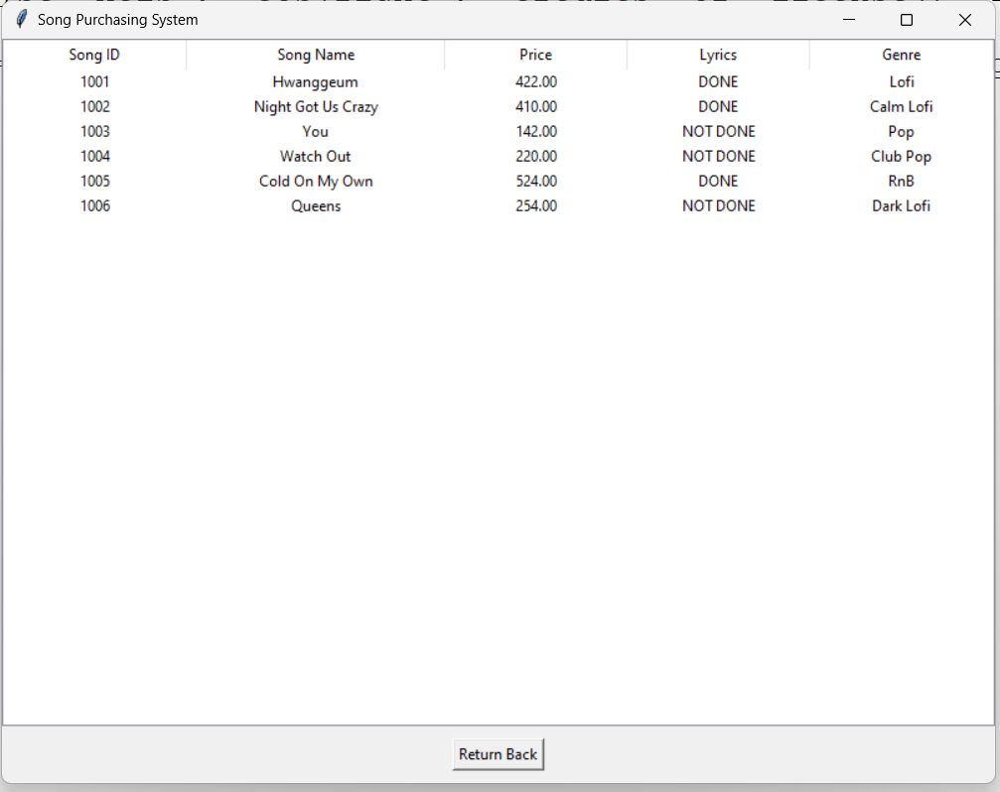 Song Purchasing System
Song ID Song Name Price Lyrics Genre
1001 Hwanggeum 422.00 DONE Lofi
1002 Night Got Us Crazy 410.00 DONE Calm Lofi
1003 You 142.00 NOT DONE Pop
1004 Watch Out 220.00 NOT DONE Club Pop
1005 Cold On My Own 524.00 DONE RnB
1006 Queens 254.00 NOT DONE Dark Lofi
Return Back